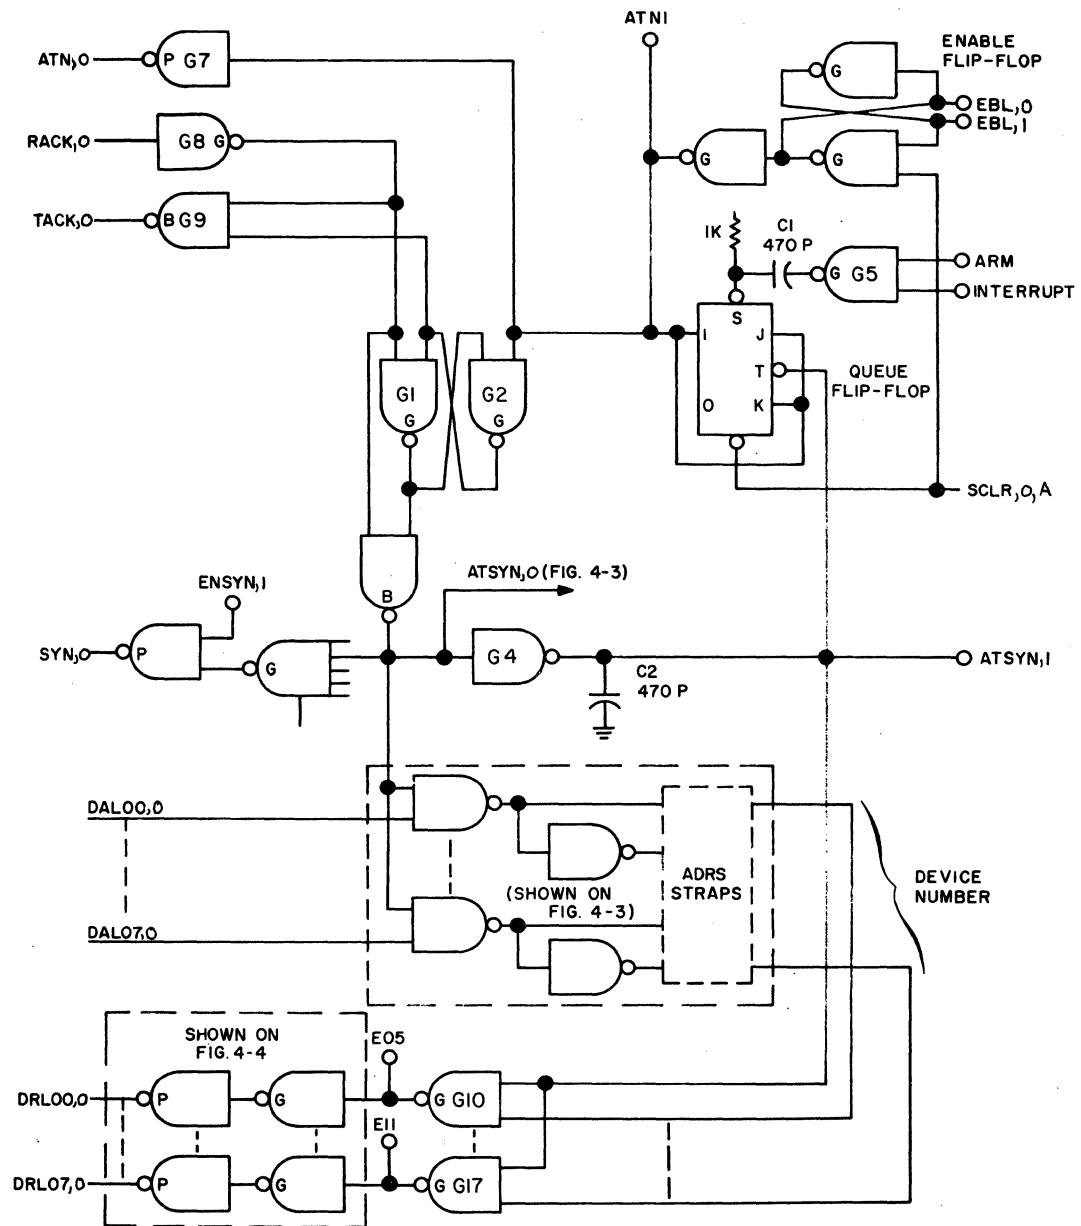 ATN1
ENABLE
FLIP-FLOP
ATN,0
P G7
G
EBL,0
EBL,1
RACK,0
G8 G
G
G
TACK,0
B G9
1K
C1
470 P
G G5
ARM
INTERRUPT
S
I
J
T
QUEUE
FLIP-FLOP
O
K
G1
G
G2
G
SCLR,0,A
B
ENSYN,1
ATSYN,0 (FIG. 4-3)
SYN,0
P
G
G4
ATSYN,1
C2
470 P
DAL00,0
ADRS
STRAPS
(SHOWN ON
FIG. 4-3)
DEVICE
NUMBER
DAL07,0
SHOWN ON
FIG. 4-4
E05
DRL00,0
P
G
G G10
E11
DRL07,0
P
G
G G17